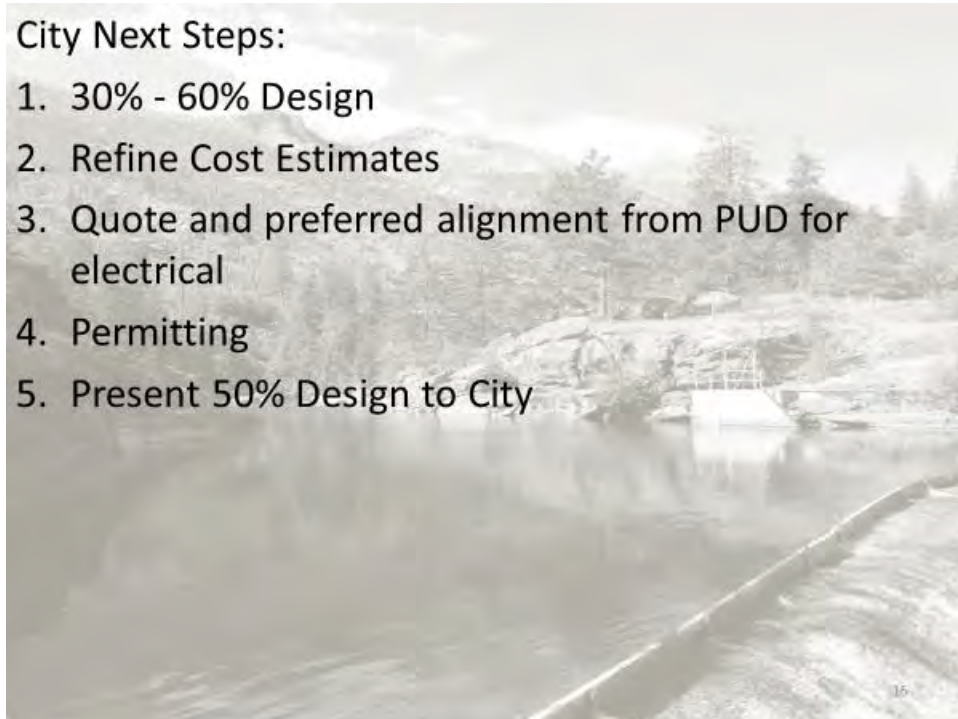 City Next Steps:
1. 30% - 60% Design
2. Refine Cost Estimates
3. Quote and preferred alignment from PUD for
electrical
4. Permitting
5. Present 50% Design to City
15